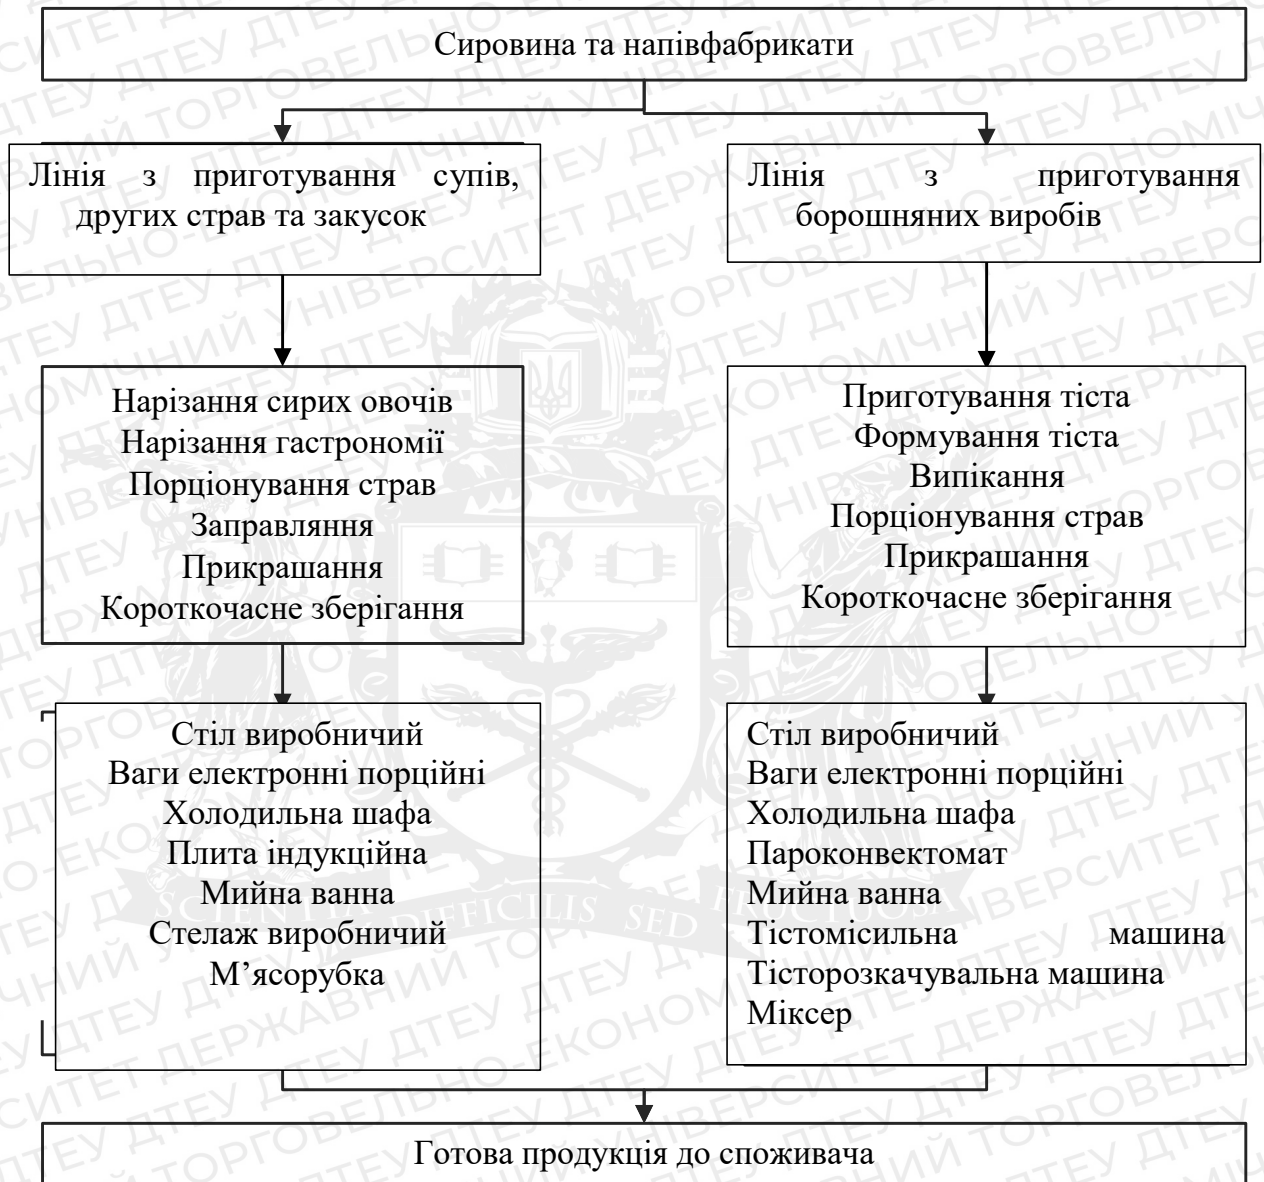 Сировина та напівфабрикати
Лінія з приготування супів,
других страв та закусок
Лінія з приготування
борошняних виробів
Нарізання сирих овочів
Нарізання гастрономії
Порціонування страв
Заправляння
Прикрашання
Короткочасне зберігання
Приготування тіста
Формування тіста
Випікання
Порціонування страв
Прикрашання
Короткочасне зберігання
Стіл виробничий
Ваги електронні порційні
Холодильна шафа
Плита індукційна
Мийна ванна
Стелаж виробничий
М’ясорубка
Стіл виробничий
Ваги електронні порційні
Холодильна шафа
Пароконвектомат
Мийна ванна
Тістомісильна машина
Тісторозкачувальна машина
Міксер
Готова продукція до споживача